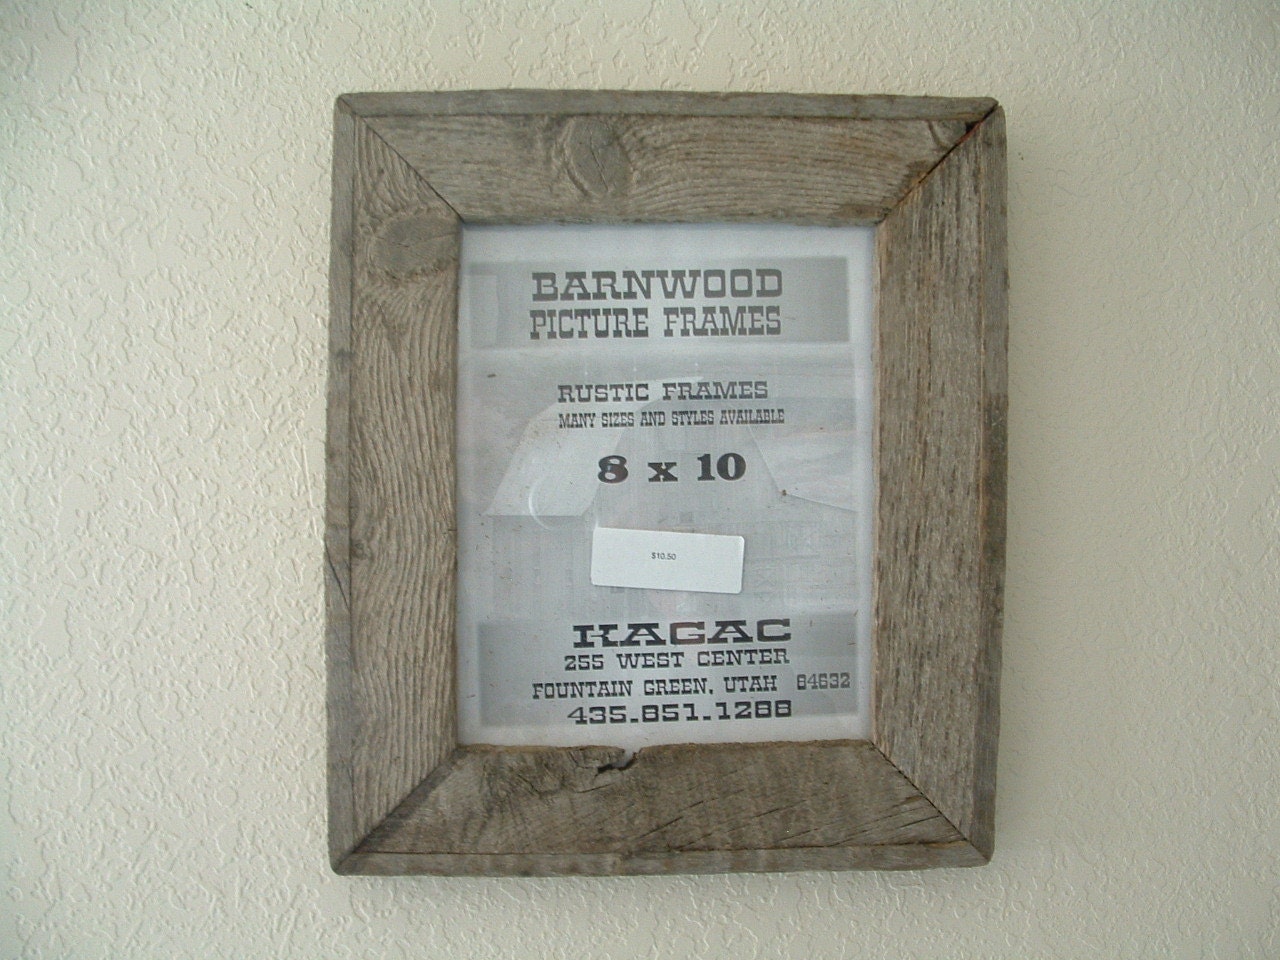 BARNWOOD
PICTURE FRAMES
RUSTIC FRAMES
MANY SIZES AND STYLES AVAILABLE
8 x 10
$10.50
KAGAC
255 WEST CENTER
FOUNTAIN GREEN, UTAH 84632
435.851.1288